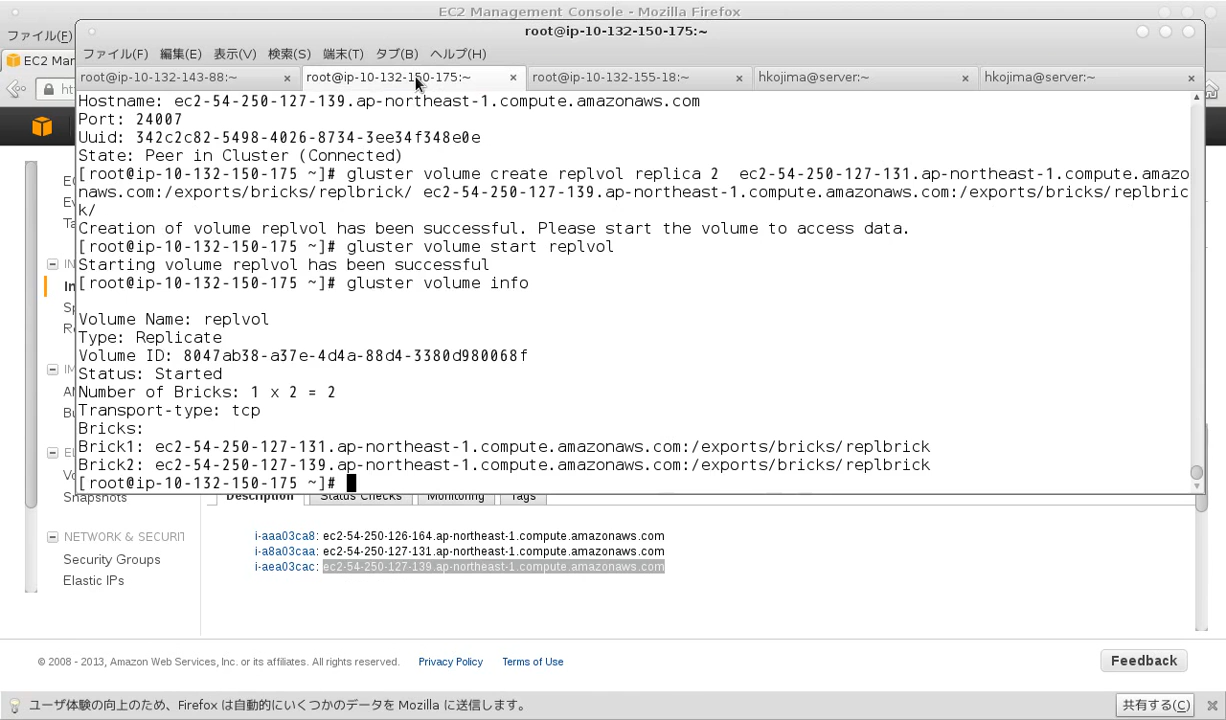 EC2 Management Console - Mozilla Firefox
ファイル(F)
root@ip-10-132-150-175:~
EC2 Mar
ファイル(F) 編集(E) 表示(V) 検索(S) 端末(T) タブ(B) ヘルプ(H)
root@ip-10-132-143-88:~ root@ip-10-132-150-175:~ root@ip-10-132-155-18:~ hkojima@server:~ hkojima@server:~
Hostname: ec2-54-250-127-139.ap-northeast-1.compute.amazonaws.com
Port: 24007
Uuid: 342c2c82-5498-4026-8734-3ee34f348e0e
State: Peer in Cluster (Connected)
[root@ip-10-132-150-175 ~]# gluster volume create replvol replica 2  ec2-54-250-127-131.ap-northeast-1.compute.amazo
naws.com:/exports/bricks/replbrick/ ec2-54-250-127-139.ap-northeast-1.compute.amazonaws.com:/exports/bricks/replbric
k/
Creation of volume replvol has been successful. Please start the volume to access data.
[root@ip-10-132-150-175 ~]# gluster volume start replvol
Starting volume replvol has been successful
[root@ip-10-132-150-175 ~]# gluster volume info
Volume Name: replvol
Type: Replicate
Volume ID: 8047ab38-a37e-4d4a-88d4-3380d980068f
Status: Started
Number of Bricks: 1 x 2 = 2
Transport-type: tcp
Bricks:
Brick1: ec2-54-250-127-131.ap-northeast-1.compute.amazonaws.com:/exports/bricks/replbrick
Brick2: ec2-54-250-127-139.ap-northeast-1.compute.amazonaws.com:/exports/bricks/replbrick
[root@ip-10-132-150-175 ~]#
Snapshots
Description Status Checks Monitoring Tags
NETWORK & SECURIT
Security Groups
Elastic IPs
i-aaa03ca8: ec2-54-250-126-164.ap-northeast-1.compute.amazonaws.com
i-a8a03caa: ec2-54-250-127-131.ap-northeast-1.compute.amazonaws.com
i-aea03cac: ec2-54-250-127-139.ap-northeast-1.compute.amazonaws.com
© 2008 - 2013, Amazon Web Services, Inc. or its affiliates. All rights reserved. Privacy Policy Terms of Use Feedback
ユーザ体験の向上のため、Firefox は自動的にいくつかのデータを Mozilla に送信します。 共有する(C)